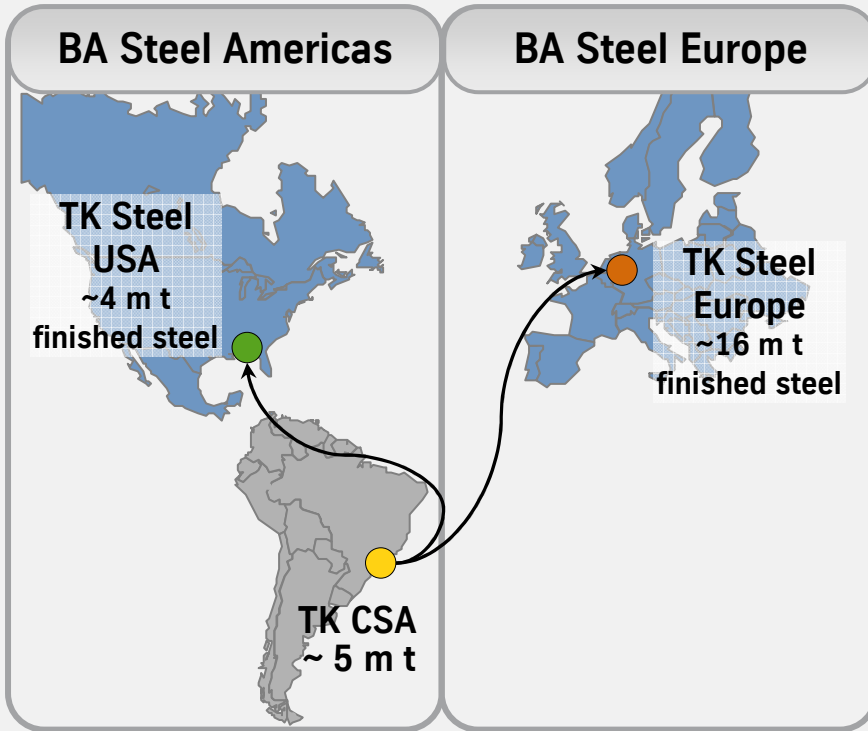 BA Steel Americas
BA Steel Europe
TK Steel
USA
~4 m t
finished steel
TK Steel
Europe
~16 m t
finished steel
TK CSA
~ 5 m t